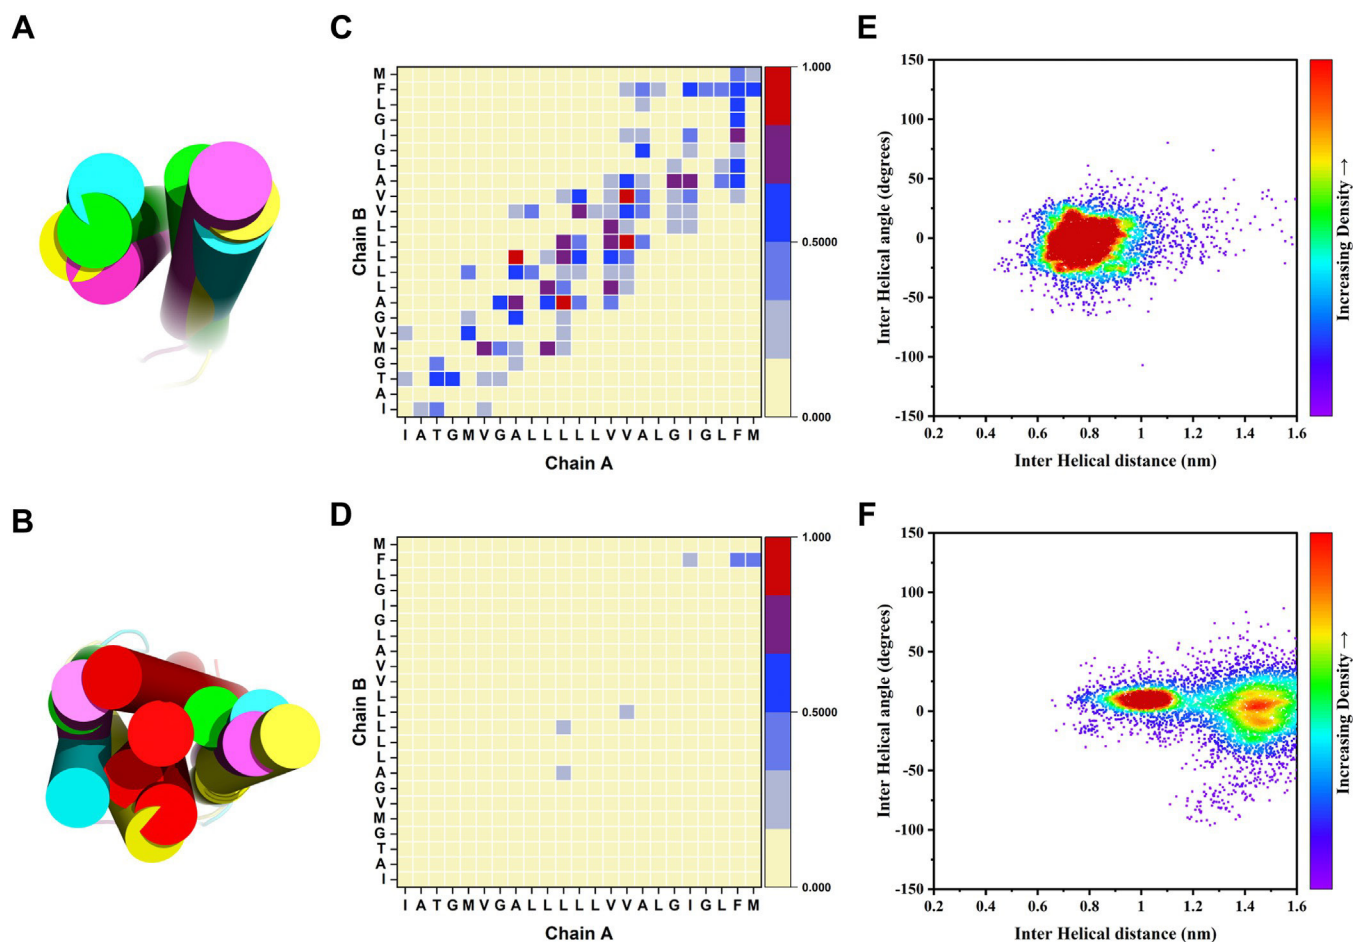 A
B
C
Chain B
M
F
L
G
I
G
L
A
V
V
L
L
L
L
L
A
G
V
M
G
T
A
I
I A T G M V G A L L L L L V V A L G I G L F M
Chain A
1.000
0.5000
0.000
D
Chain B
M
F
L
G
I
G
L
A
V
V
L
L
L
L
L
A
G
V
M
G
T
A
I
I A T G M V G A L L L L L V V A L G I G L F M
Chain A
1.000
0.5000
0.000
E
Inter Helical angle (degrees)
150
100
50
0
-50
-100
-150
0.2 0.4 0.6 0.8 1 1.2 1.4 1.6
Inter Helical distance (nm)
Increasing Density →
F
Inter Helical angle (degrees)
150
100
50
0
-50
-100
-150
0.2 0.4 0.6 0.8 1 1.2 1.4 1.6
Inter Helical distance (nm)
Increasing Density →